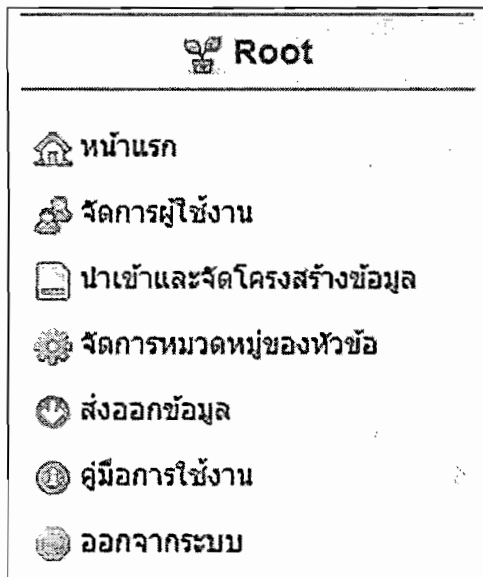 Root
หน้าแรก
จัดการผู้ใช้งาน
นำเข้าและจัดโครงสร้างข้อมูล
จัดการหมวดหมู่ของหัวข้อ
ส่งออกข้อมูล
คู่มือการใช้งาน
ออกจากระบบ